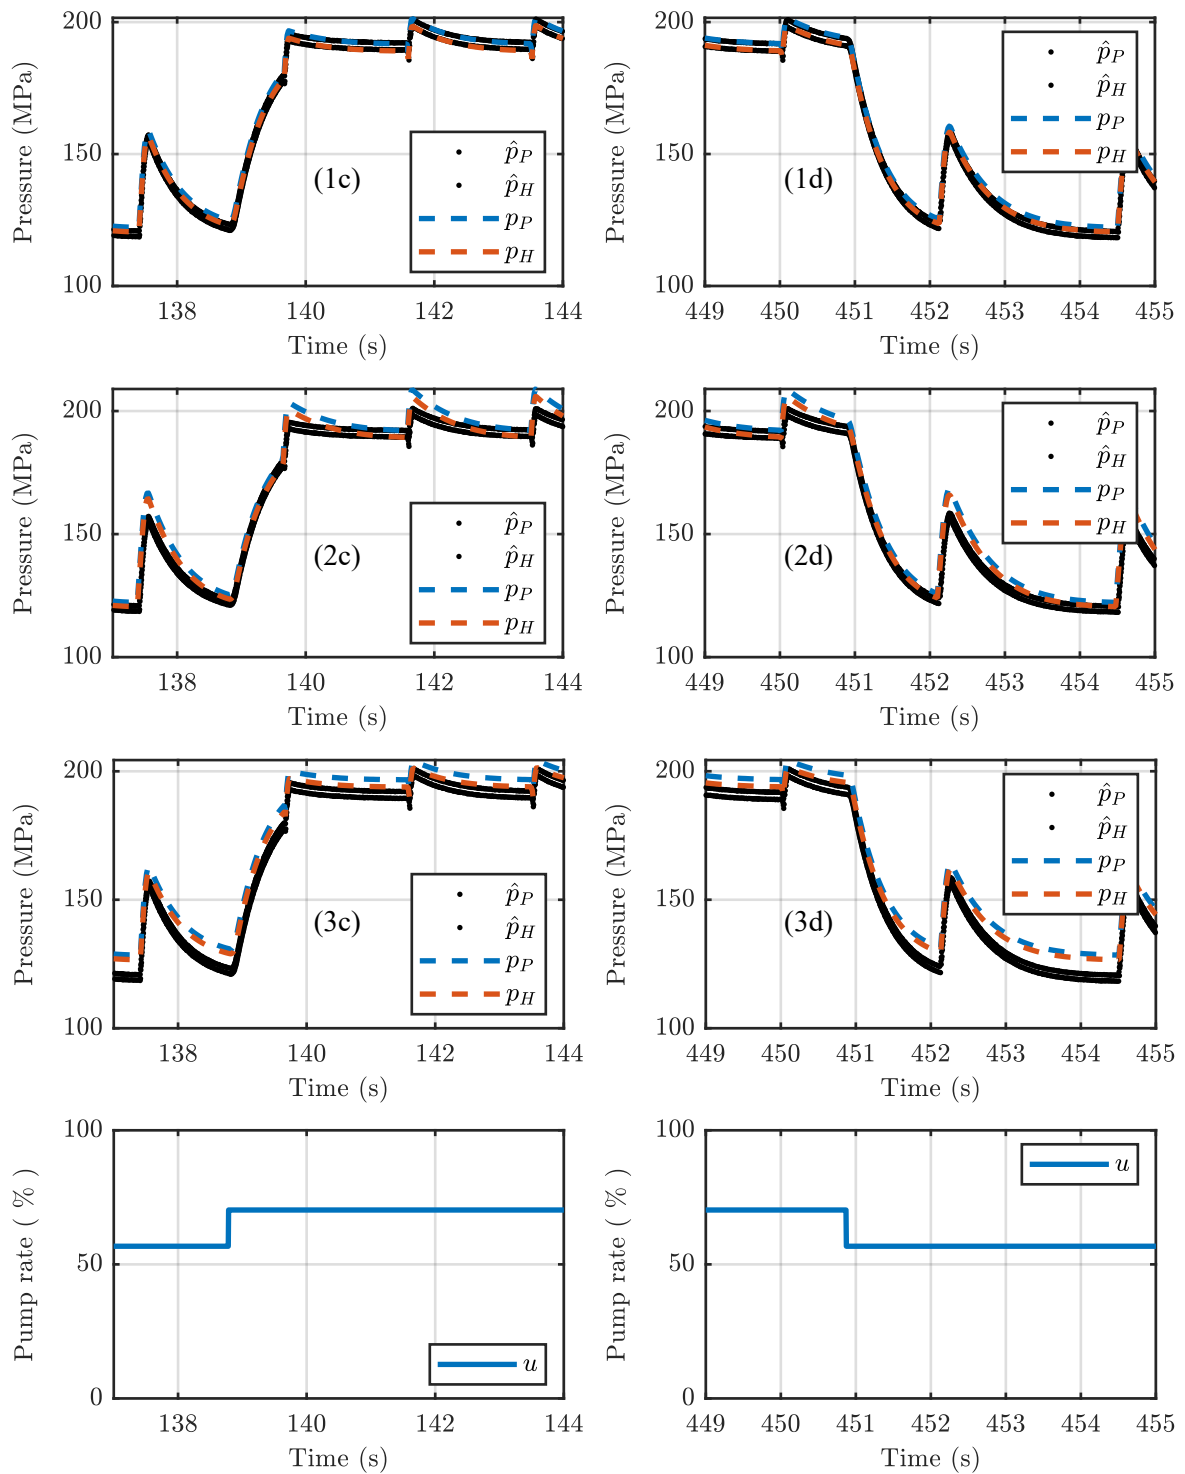 200
150
100
Pressure (MPa)
(1c)
p̂_P
p̂_H
p_P
p_H
138 140 142 144
Time (s)
200
150
100
Pressure (MPa)
(1d)
p̂_P
p̂_H
p_P
p_H
449 450 451 452 453 454 455
Time (s)
200
150
100
Pressure (MPa)
(2c)
p̂_P
p̂_H
p_P
p_H
138 140 142 144
Time (s)
200
150
100
Pressure (MPa)
(2d)
p̂_P
p̂_H
p_P
p_H
449 450 451 452 453 454 455
Time (s)
200
150
100
Pressure (MPa)
(3c)
p̂_P
p̂_H
p_P
p_H
138 140 142 144
Time (s)
200
150
100
Pressure (MPa)
(3d)
p̂_P
p̂_H
p_P
p_H
449 450 451 452 453 454 455
Time (s)
100
50
0
Pump rate ( % )
u
138 140 142 144
Time (s)
100
50
0
Pump rate ( % )
u
449 450 451 452 453 454 455
Time (s)